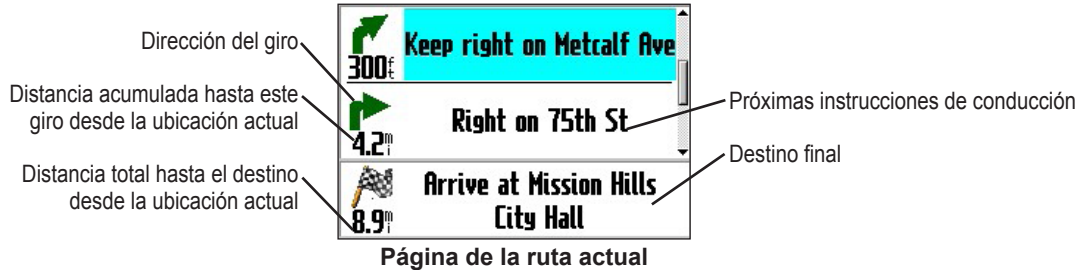 Dirección del giro
Distancia acumulada hasta este
giro desde la ubicación actual
Distancia total hasta el destino
desde la ubicación actual
Keep right on Metcalf Ave
300ft
Right on 75th St
4.2mi
Arrive at Mission Hills
City Hall
8.9mi
Próximas instrucciones de conducción
Destino final
Página de la ruta actual